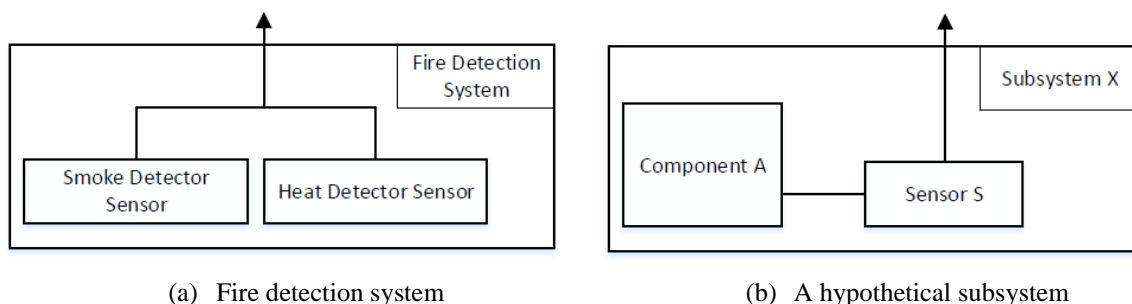 Fire Detection
System
Smoke Detector
Sensor
Heat Detector Sensor
(a) Fire detection system
Subsystem X
Component A
Sensor S
(b) A hypothetical subsystem